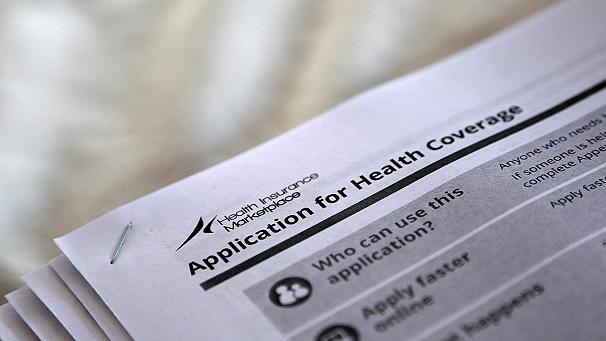 Health Insurance
Marketplace
Application for Health Coverage
Who can use this
application?
Anyone who needs
if someone is
complete
Apply faster
online
Apply
happens